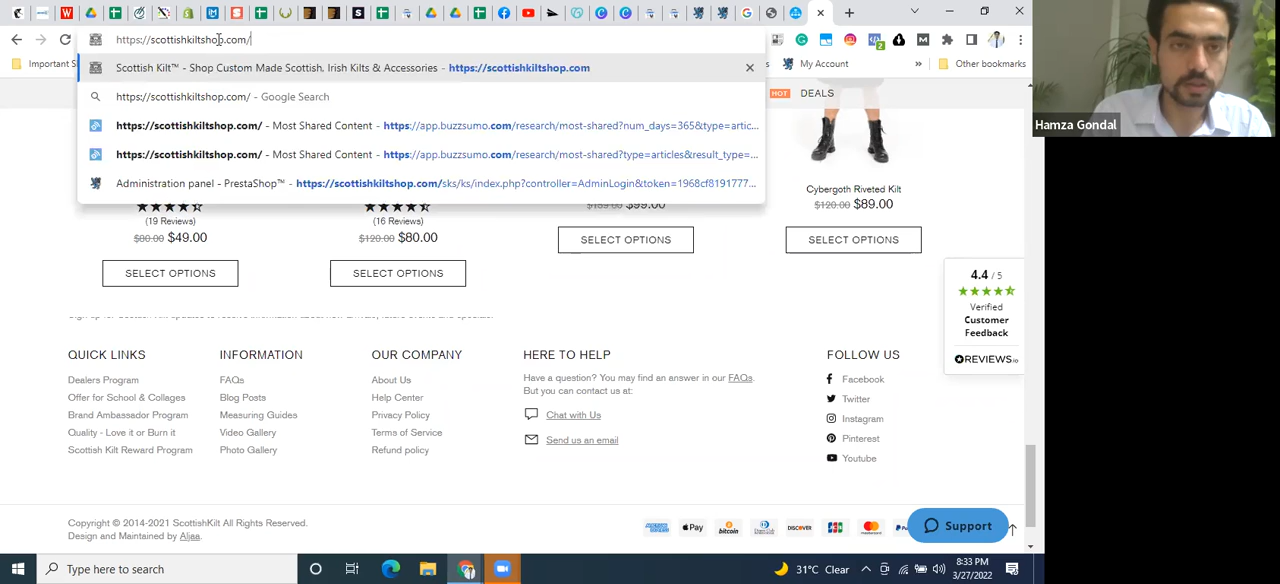 https://scottishkiltshop.com/
Important S
My Account
»
Other bookmarks
Scottish Kilt™ - Shop Custom Made Scottish, Irish Kilts & Accessories - https://scottishkiltshop.com
https://scottishkiltshop.com/ - Google Search
https://scottishkiltshop.com/ - Most Shared Content - https://app.buzzsumo.com/research/most-shared?num_days=365&type=artic...
https://scottishkiltshop.com/ - Most Shared Content - https://app.buzzsumo.com/research/most-shared?type=articles&result_type=...
Administration panel - PrestaShop™ - https://scottishkiltshop.com/sks/ks/index.php?controller=AdminLogin&token=1968cf8191777...
HOT DEALS
Hamza Gondal
Cybergoth Riveted Kilt
$120.00 $89.00
$159.00 $99.00
(19 Reviews)
(16 Reviews)
$80.00 $49.00
$120.00 $80.00
SELECT OPTIONS
SELECT OPTIONS
SELECT OPTIONS
SELECT OPTIONS
4.4 / 5
Verified
Customer
Feedback
REVIEWS.io
QUICK LINKS
Dealers Program
Offer for School & Collages
Brand Ambassador Program
Quality - Love it or Burn it
Scottish Kilt Reward Program
INFORMATION
FAQs
Blog Posts
Measuring Guides
Video Gallery
Photo Gallery
OUR COMPANY
About Us
Help Center
Privacy Policy
Terms of Service
Refund policy
HERE TO HELP
Have a question? You may find an answer in our FAQs.
But you can contact us at:
Chat with Us
Send us an email
FOLLOW US
Facebook
Twitter
Instagram
Pinterest
Youtube
Copyright © 2014-2021 ScottishKilt All Rights Reserved.
Design and Maintained by Aljaa.
Pay
bitcoin
DISCOVER
JCB
Support
Type here to search
31°C Clear
8:33 PM
3/27/2022